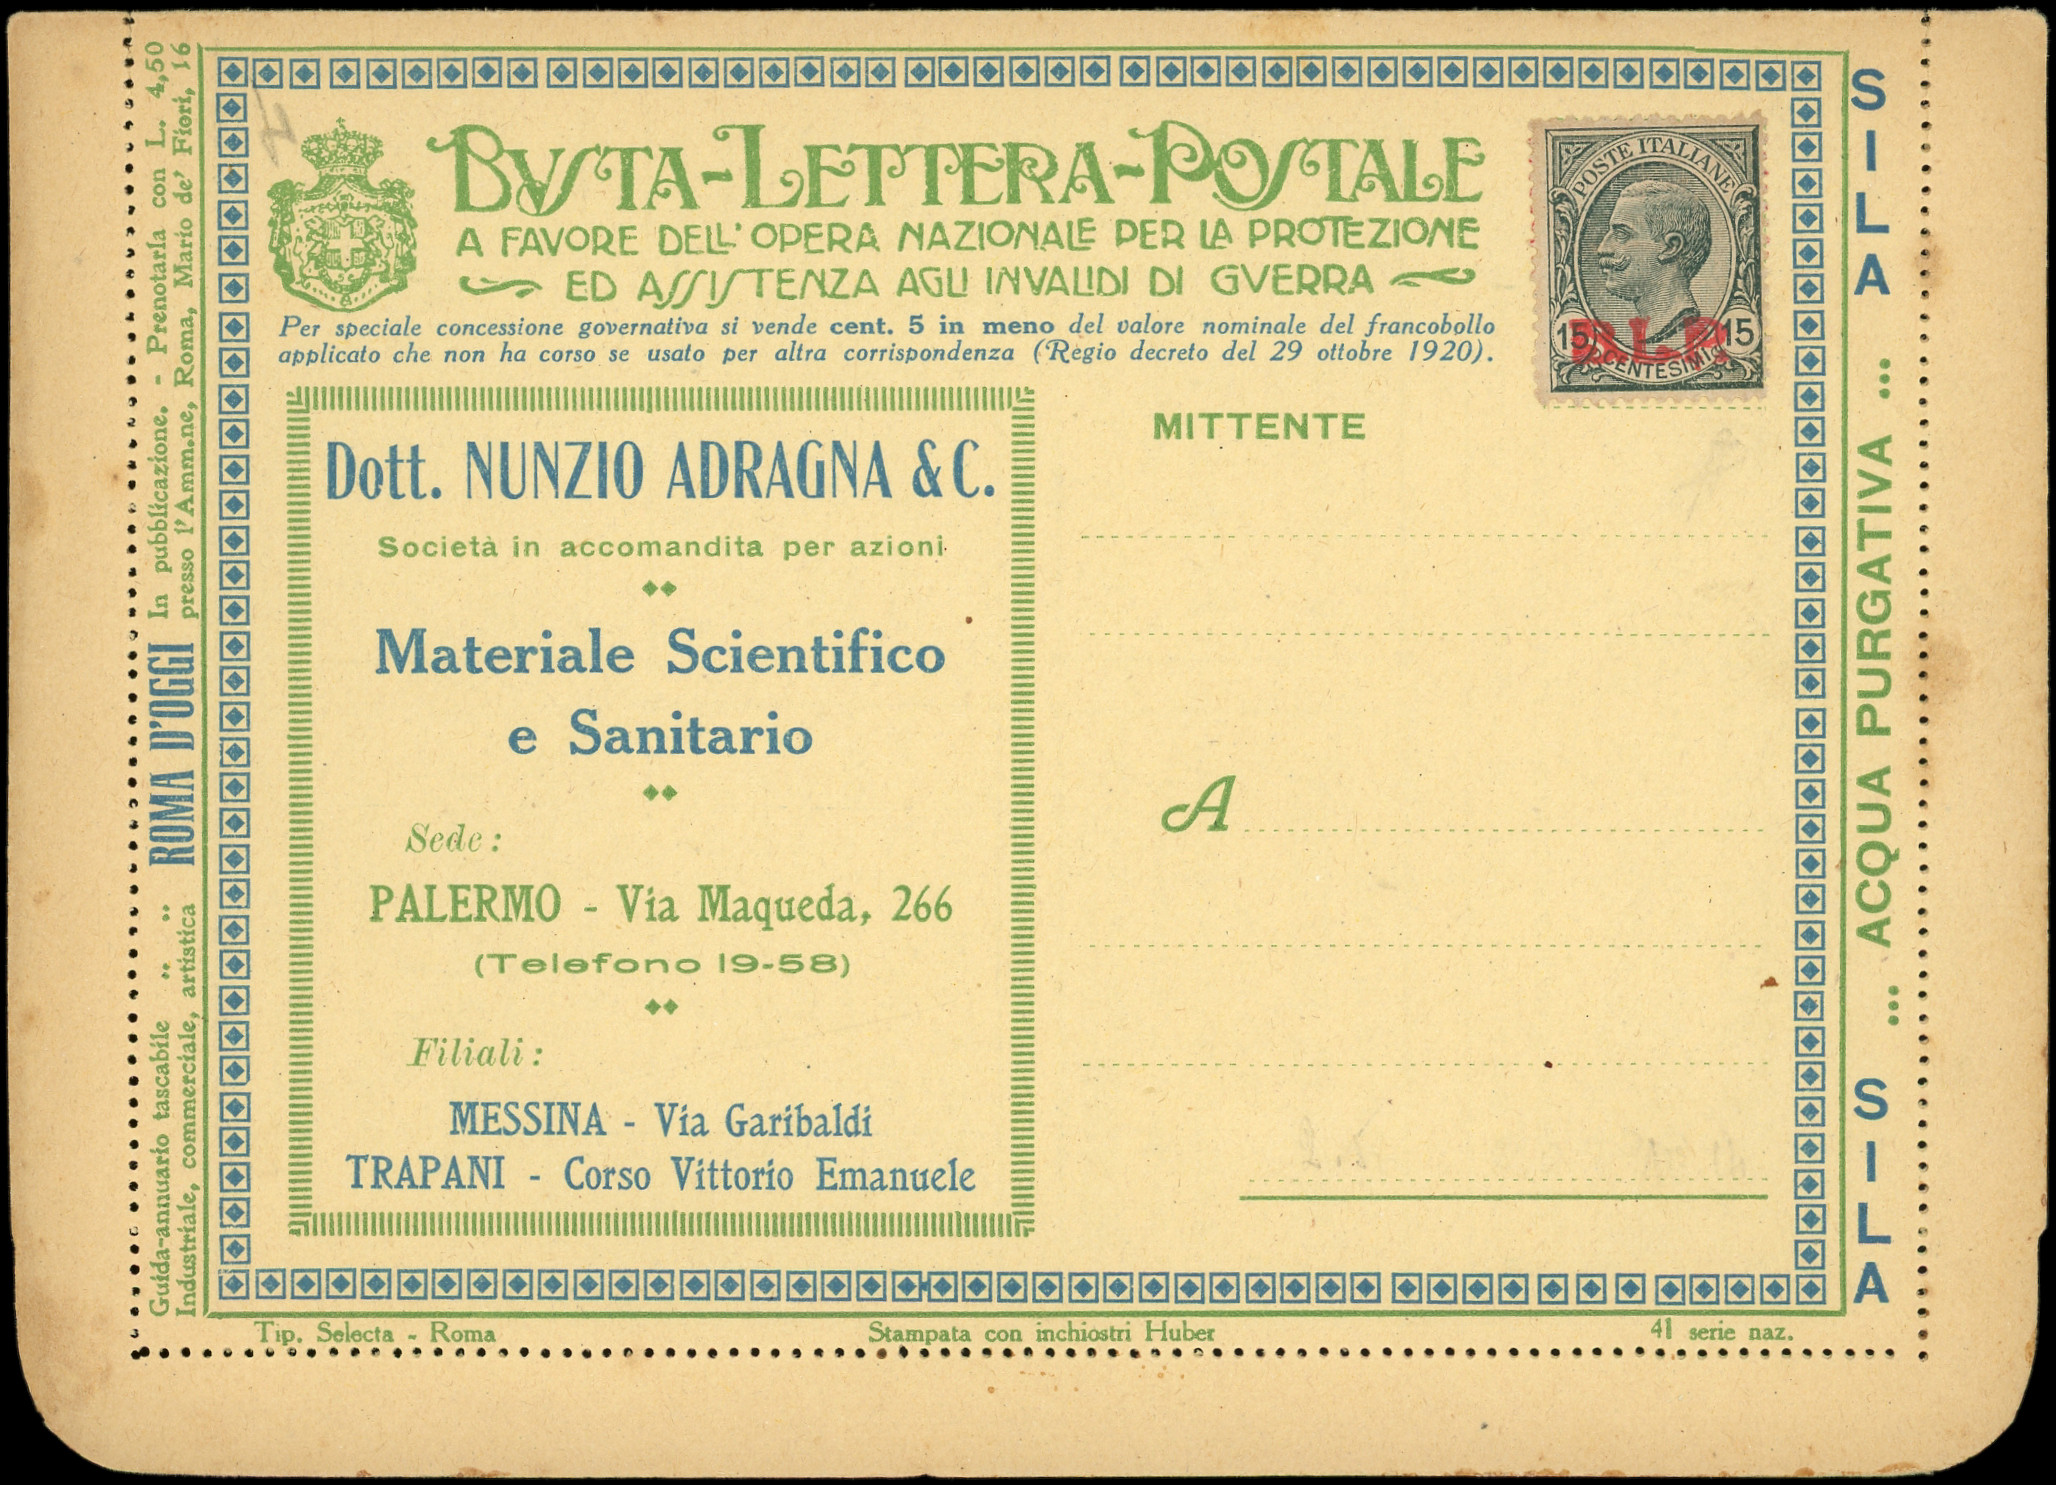 BUSTA-LETTERA-POSTALE
A FAVORE DELL'OPERA NAZIONALE PER LA PROTEZIONE
ED ASSISTENZA AGLI INVALIDI DI GVERRA
Per speciale concessione governativa si vende cent. 5 in meno del valore nominale del francobollo
applicato che non ha corso se usato per altra corrispondenza (Regio decreto del 29 ottobre 1920).
POSTE ITALIANE
15 B.L.P. 15
CENTESIMI
Dott. NUNZIO ADRAGNA & C.
Società in accomandita per azioni
Materiale Scientifico
e Sanitario
Sede:
PALERMO - Via Maqueda, 266
(Telefono 19-58)
Filiali:
MESSINA - Via Garibaldi
TRAPANI - Corso Vittorio Emanuele
MITTENTE
A
Guida-annuario tascabile .. .. .. ROMA D'OGGI In pubblicazione. - Prenotarla con L. 4,50
Industriale, commerciale, artistica presso l'Amm.ne, Roma, Mario de' Fiori, 16
SILA ... ACQUA PURGATIVA ... SILA
Tip. Selecta - Roma
Stampata con inchiostri Huber
41 serie naz.
4